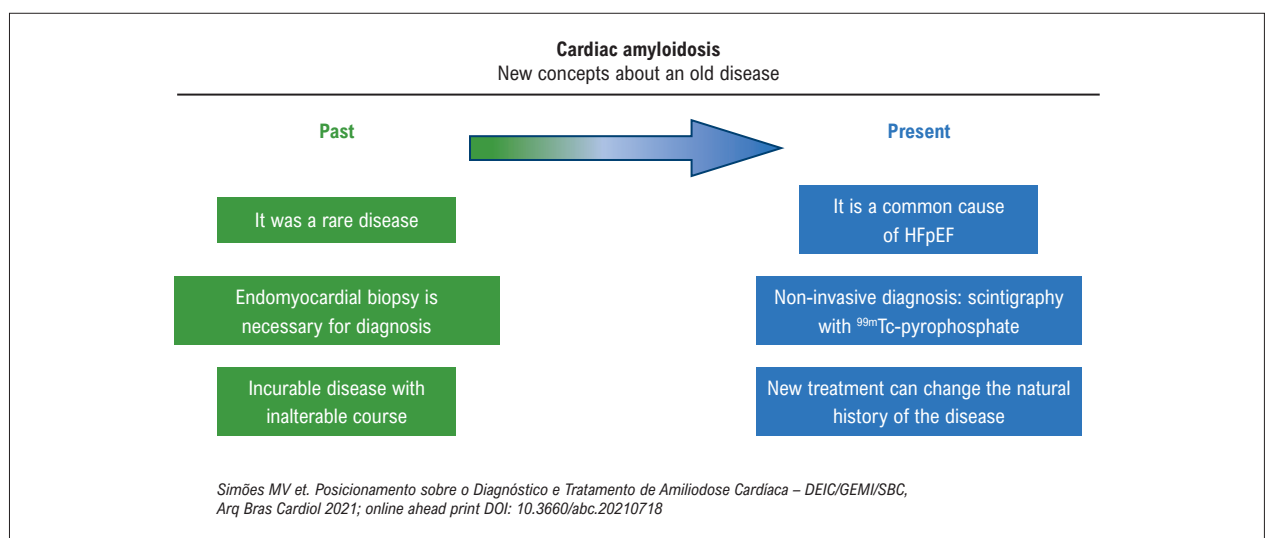 Cardiac amyloidosis
New concepts about an old disease
Past
Present
It was a rare disease
It is a common cause
of HFpEF
Endomyocardial biopsy is
necessary for diagnosis
Non-invasive diagnosis: scintigraphy
with ⁹⁹ᵐTc-pyrophosphate
Incurable disease with
inalterable course
New treatment can change the natural
history of the disease
Simões MV et. Posicionamento sobre o Diagnóstico e Tratamento de Amiliodose Cardíaca – DEIC/GEMI/SBC,
Arq Bras Cardiol 2021; online ahead print DOI: 10.3660/abc.20210718